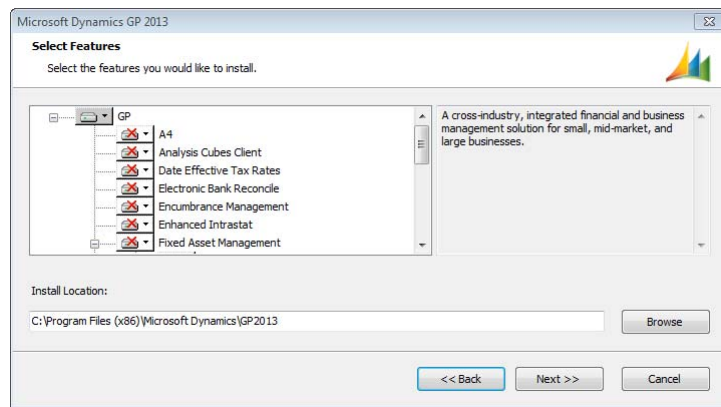 Microsoft Dynamics GP 2013
Select Features
Select the features you would like to install.
GP
A4
Analysis Cubes Client
Date Effective Tax Rates
Electronic Bank Reconcile
Encumbrance Management
Enhanced Intrastat
Fixed Asset Management
A cross-industry, integrated financial and business
management solution for small, mid-market, and
large businesses.
Install Location:
C:\Program Files (x86)\Microsoft Dynamics\GP2013
Browse
<< Back
Next >>
Cancel